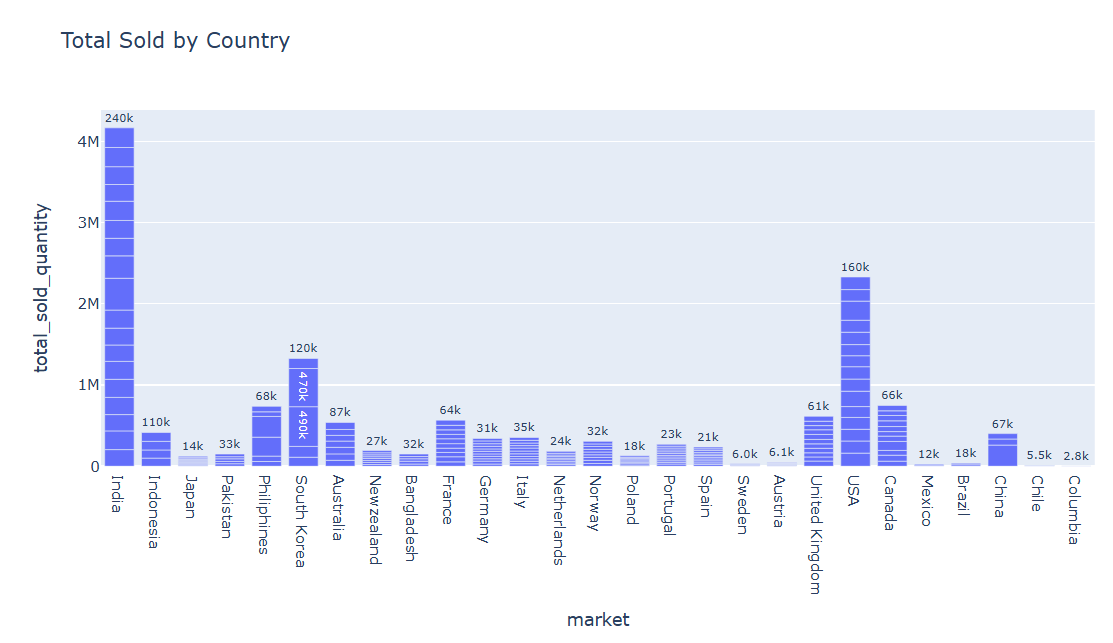 Total Sold by Country
total_sold_quantity
4M
3M
2M
1M
0
240k
110k
14k
33k
68k
120k
470k
490k
87k
27k
32k
64k
31k
35k
24k
32k
18k
23k
21k
6.0k
6.1k
61k
160k
66k
12k
18k
67k
5.5k
2.8k
India
Indonesia
Japan
Pakistan
Philiphines
South Korea
Australia
Newzealand
Bangladesh
France
Germany
Italy
Netherlands
Norway
Poland
Portugal
Spain
Sweden
Austria
United Kingdom
USA
Canada
Mexico
Brazil
China
Chile
Columbia
market